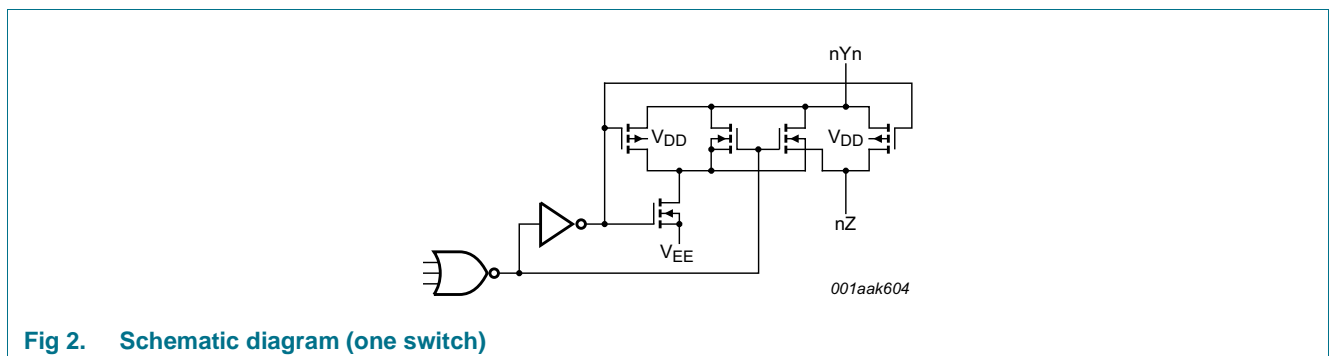 nYn
VDD
VDD
nZ
VEE
001aak604
Fig 2. Schematic diagram (one switch)